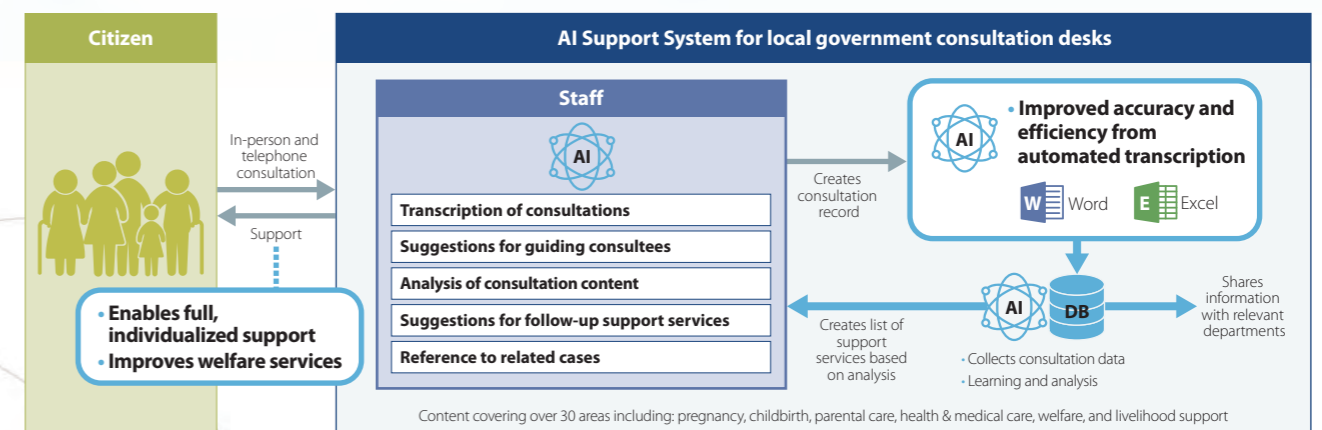 Citizen
AI Support System for local government consultation desks
In-person and
telephone
consultation
Support
• Enables full,
individualized support
• Improves welfare services
Staff
AI
Transcription of consultations
Suggestions for guiding consultees
Analysis of consultation content
Suggestions for follow-up support services
Reference to related cases
Creates
consultation
record
AI
• Improved accuracy and
efficiency from
automated transcription
W Word
E Excel
Creates list of
support
services based
on analysis
AI
DB
• Collects consultation data
• Learning and analysis
Shares
information
with relevant
departments
Content covering over 30 areas including: pregnancy, childbirth, parental care, health & medical care, welfare, and livelihood support